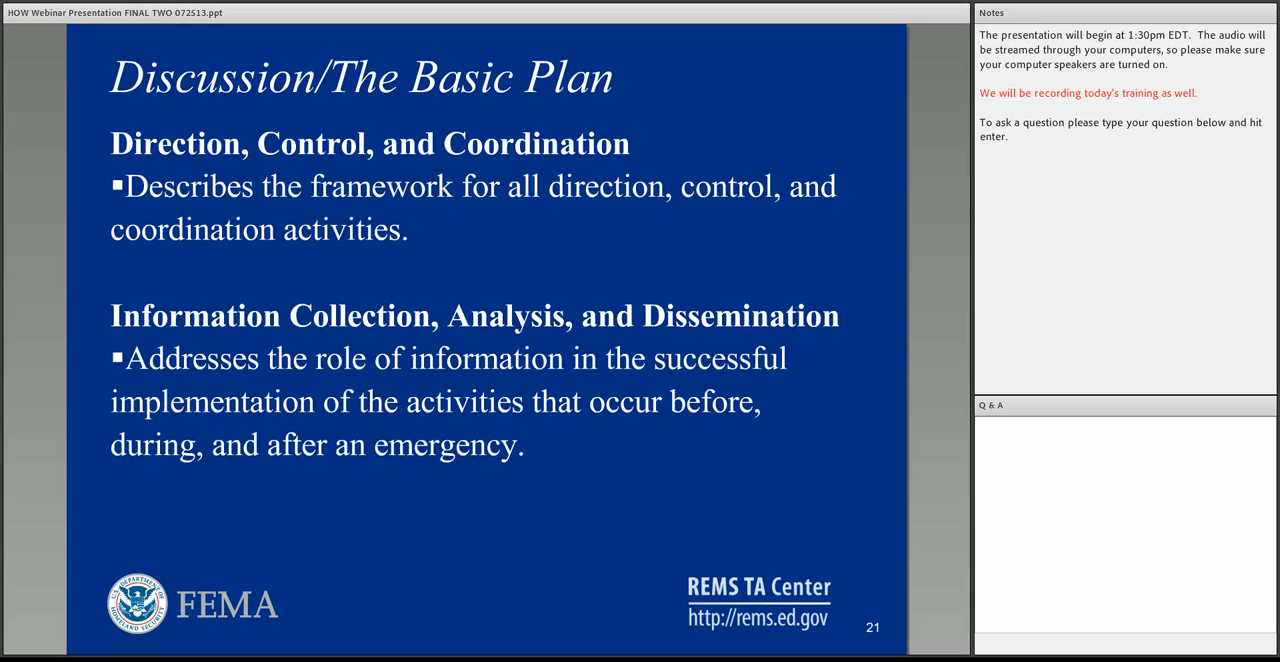 HOW Webinar Presentation FINAL TWO 072513.ppt
Discussion/The Basic Plan
Direction, Control, and Coordination
▪Describes the framework for all direction, control, and
coordination activities.
Information Collection, Analysis, and Dissemination
▪Addresses the role of information in the successful
implementation of the activities that occur before,
during, and after an emergency.
U.S. DEPARTMENT OF
HOMELAND SECURITY
FEMA
REMS TA Center
http://rems.ed.gov
21
Notes
The presentation will begin at 1:30pm EDT. The audio will
be streamed through your computers, so please make sure
your computer speakers are turned on.
We will be recording today's training as well.
To ask a question please type your question below and hit
enter.
Q & A